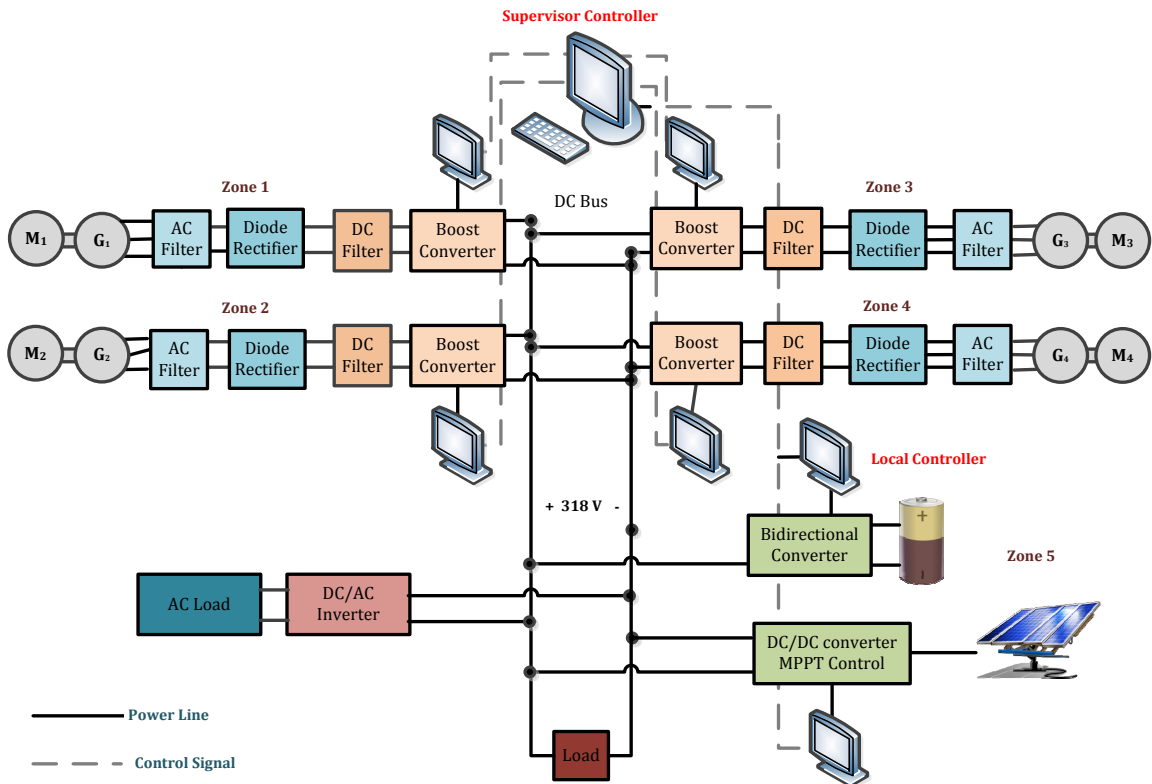 Supervisor Controller
Zone 1
DC Bus
Zone 3
M₁
G₁
AC
Filter
Diode
Rectifier
DC
Filter
Boost
Converter
Boost
Converter
DC
Filter
Diode
Rectifier
AC
Filter
G₃
M₃
Zone 2
Zone 4
M₂
G₂
AC
Filter
Diode
Rectifier
DC
Filter
Boost
Converter
Boost
Converter
DC
Filter
Diode
Rectifier
AC
Filter
G₄
M₄
Local Controller
+ 318 V -
Bidirectional
Converter
+
-
Zone 5
AC Load
DC/AC
Inverter
DC/DC converter
MPPT Control
Power Line
Load
Control Signal